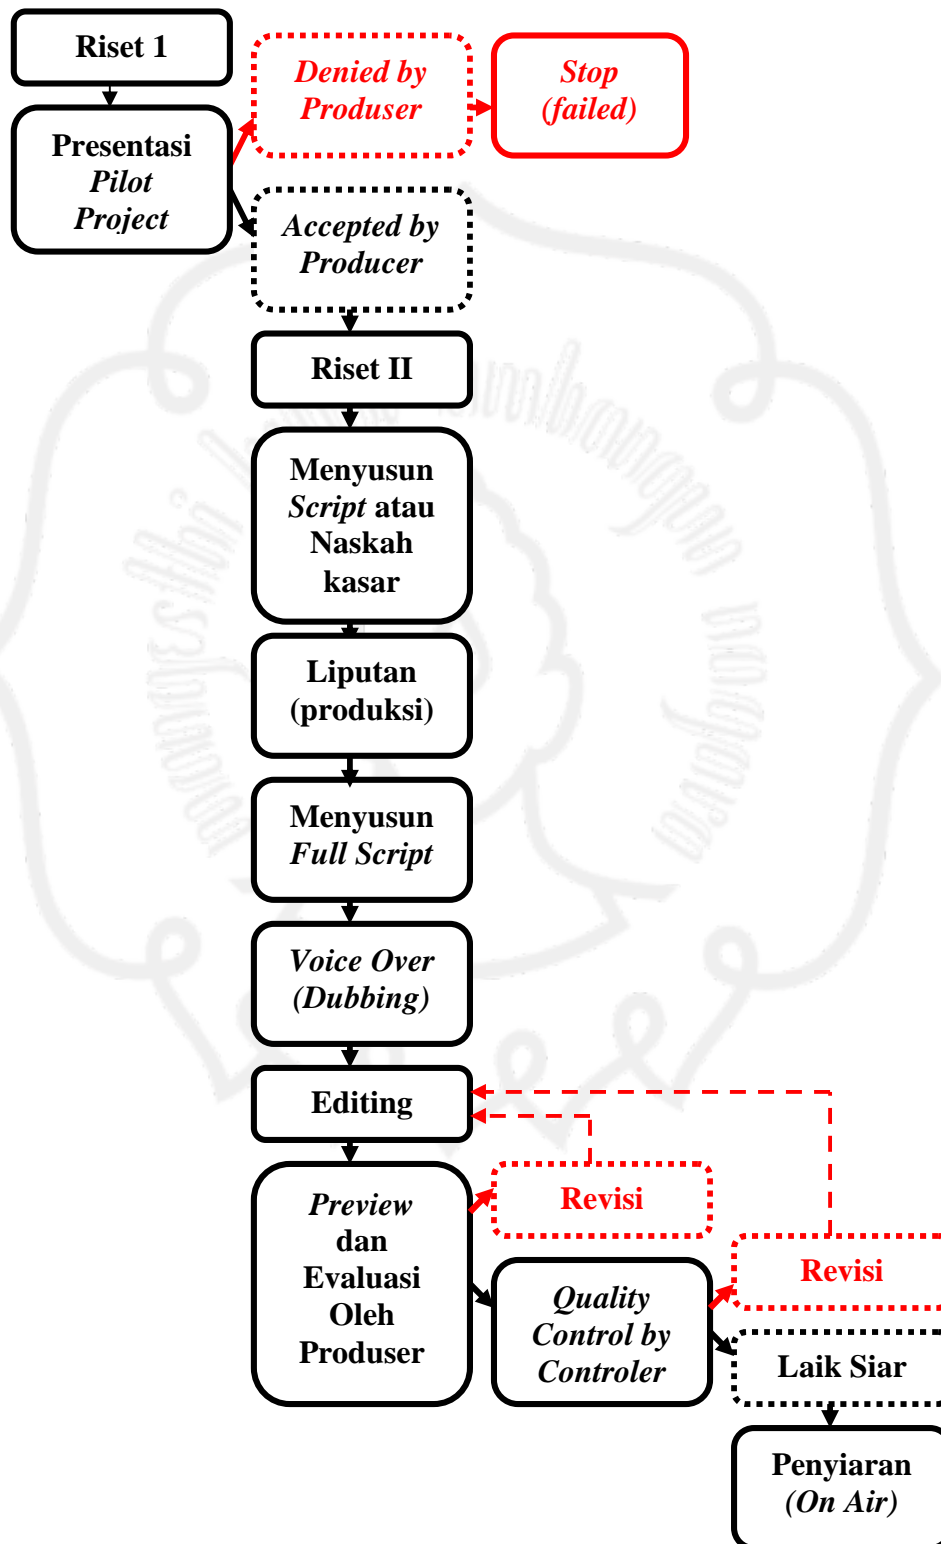 Riset 1
Denied by
Produser
Stop
(failed)
Presentasi
Pilot
Project
Accepted by
Producer
Riset II
Menyusun
Script atau
Naskah
kasar
Liputan
(produksi)
Menyusun
Full Script
Voice Over
(Dubbing)
Editing
Preview
dan
Evaluasi
Oleh
Produser
Revisi
Quality
Control by
Controler
Revisi
Laik Siar
Penyiaran
(On Air)